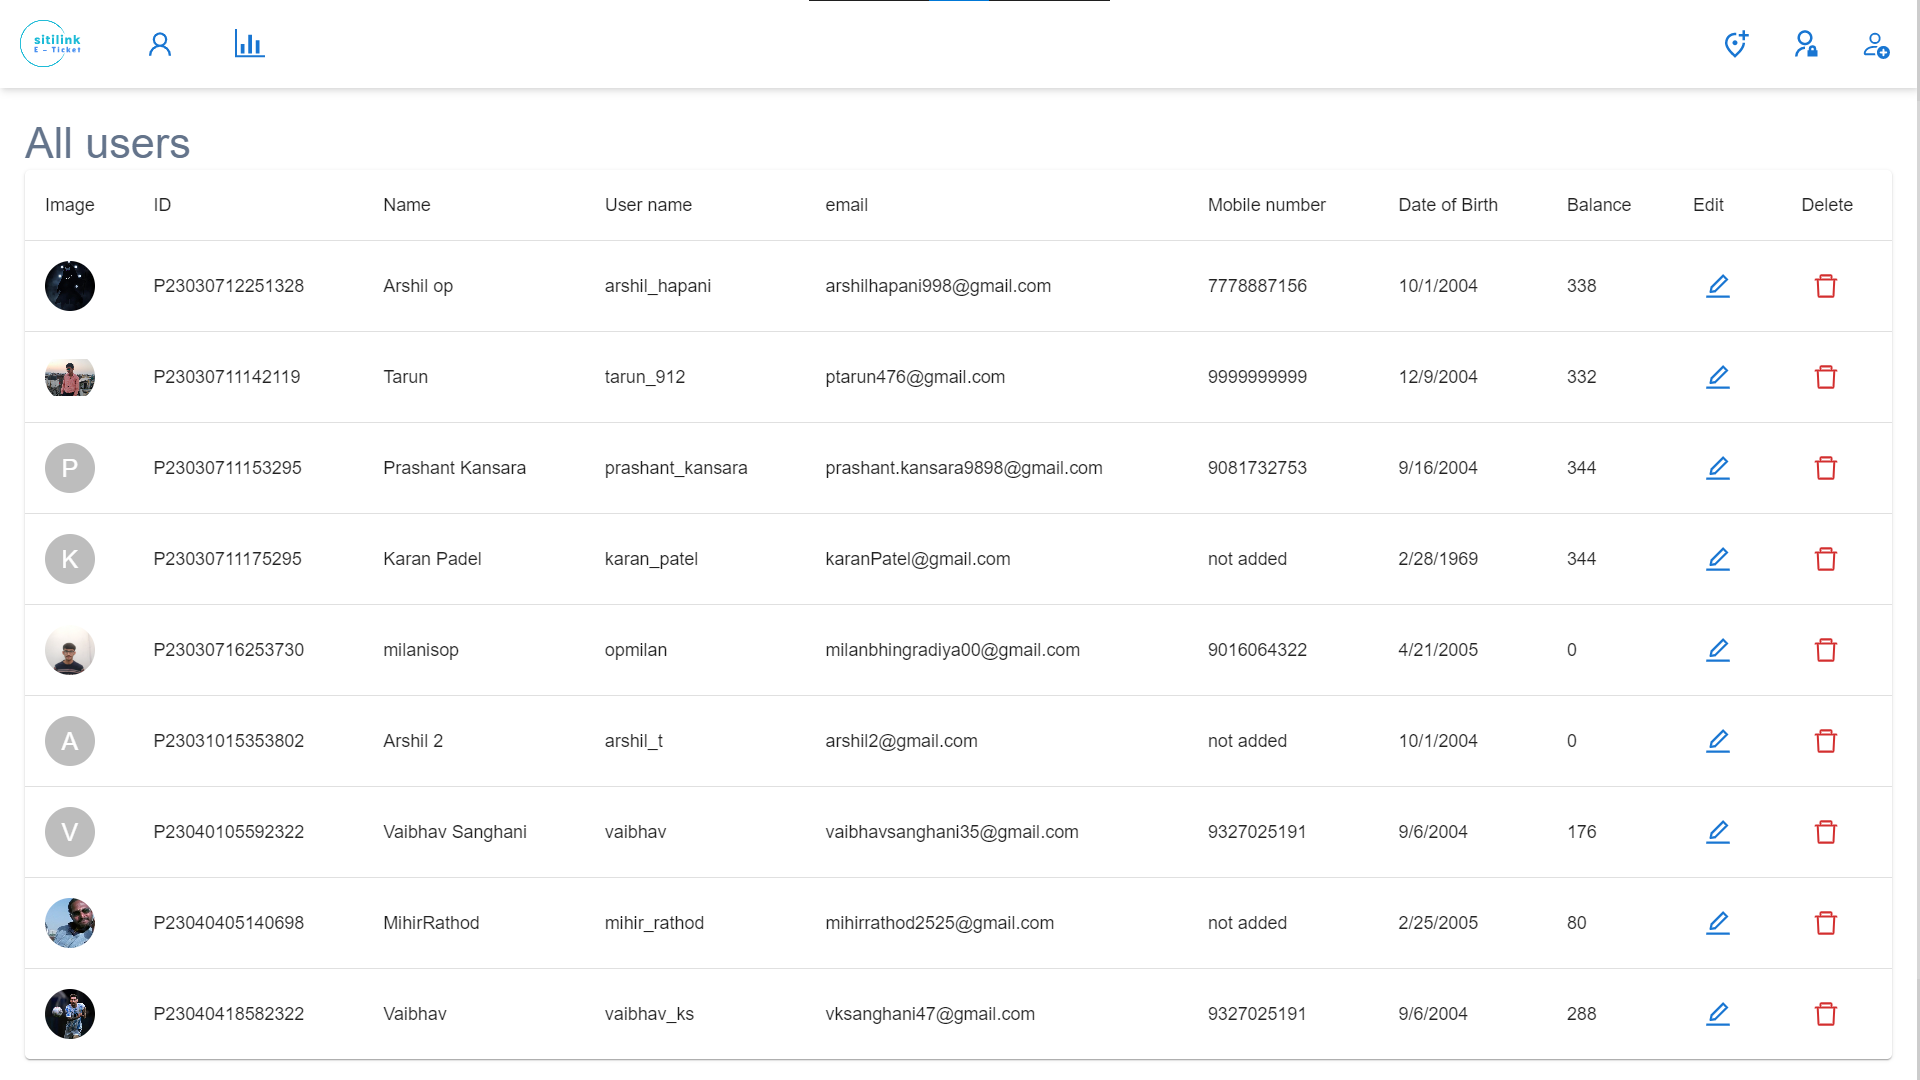 sitilink
E - Ticket
All users
Image ID Name User name email Mobile number Date of Birth Balance Edit Delete
P23030712251328 Arshil op arshil_hapani arshilhapani998@gmail.com 7778887156 10/1/2004 338
P23030711142119 Tarun tarun_912 ptarun476@gmail.com 9999999999 12/9/2004 332
P P23030711153295 Prashant Kansara prashant_kansara prashant.kansara9898@gmail.com 9081732753 9/16/2004 344
K P23030711175295 Karan Padel karan_patel karanPatel@gmail.com not added 2/28/1969 344
P23030716253730 milanisop opmilan milanbhingradiya00@gmail.com 9016064322 4/21/2005 0
A P23031015353802 Arshil 2 arshil_t arshil2@gmail.com not added 10/1/2004 0
V P23040105592322 Vaibhav Sanghani vaibhav vaibhavsanghani35@gmail.com 9327025191 9/6/2004 176
P23040405140698 MihirRathod mihir_rathod mihirrathod2525@gmail.com not added 2/25/2005 80
P23040418582322 Vaibhav vaibhav_ks vksanghani47@gmail.com 9327025191 9/6/2004 288